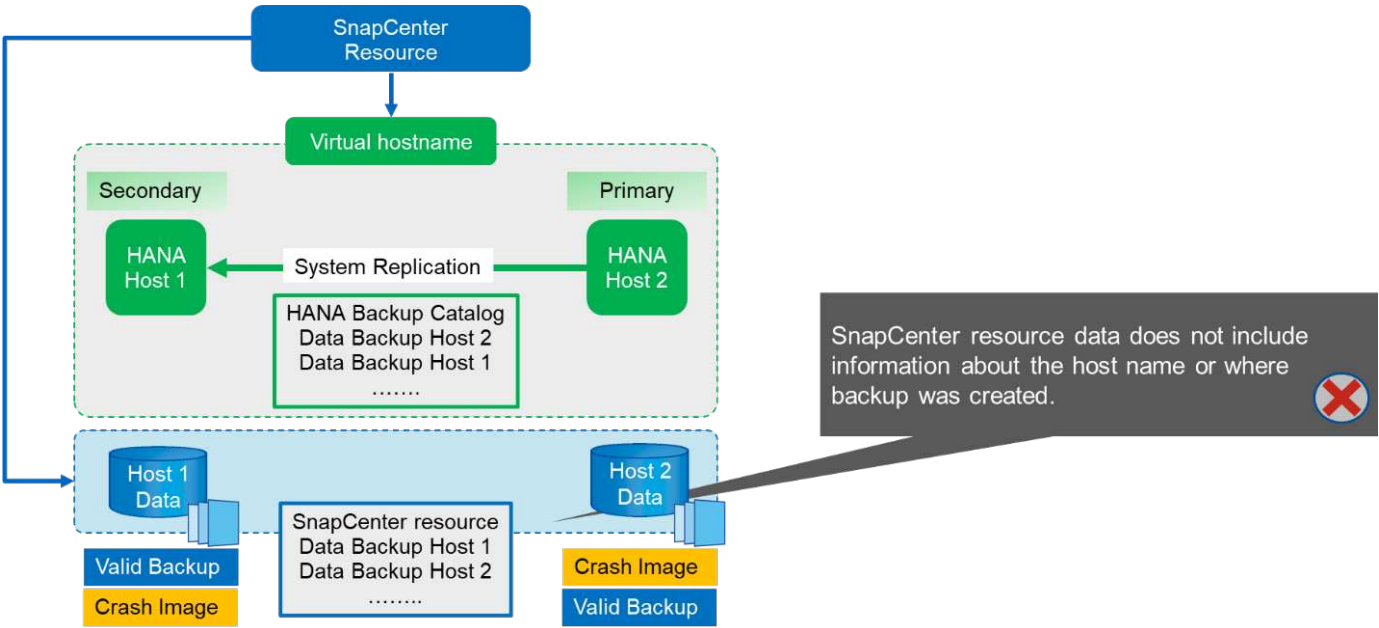 SnapCenter
Resource
Virtual hostname
Secondary
Primary
HANA
Host 1
System Replication
HANA
Host 2
HANA Backup Catalog
Data Backup Host 2
Data Backup Host 1
.......
SnapCenter resource data does not include
information about the host name or where
backup was created.
Host 1
Data
Host 2
Data
SnapCenter resource
Data Backup Host 1
Data Backup Host 2
........
Valid Backup
Crash Image
Crash Image
Valid Backup